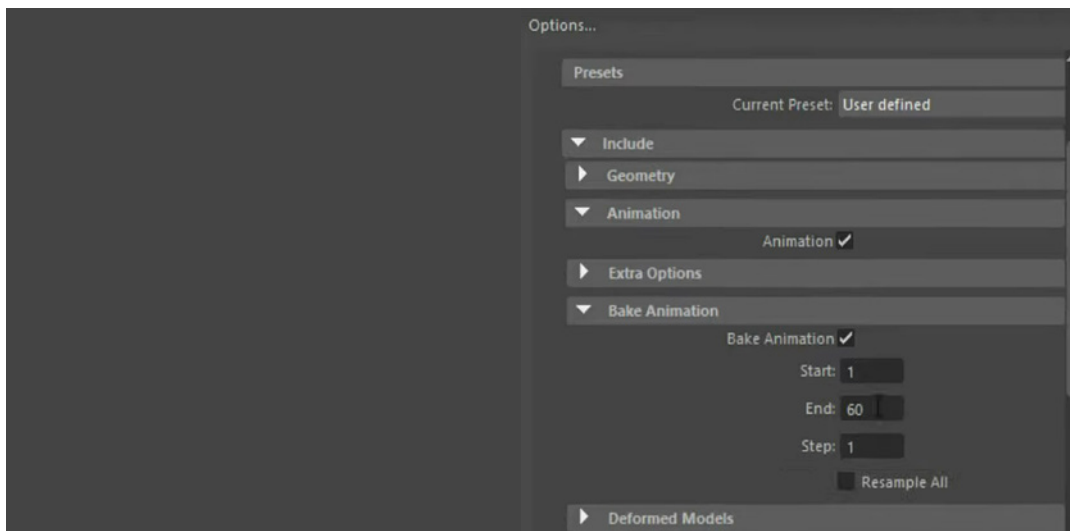 Options...
Presets
Current Preset: User defined
Include
Geometry
Animation
Animation
Extra Options
Bake Animation
Bake Animation
Start: 1
End: 60
Step: 1
Resample All
Deformed Models